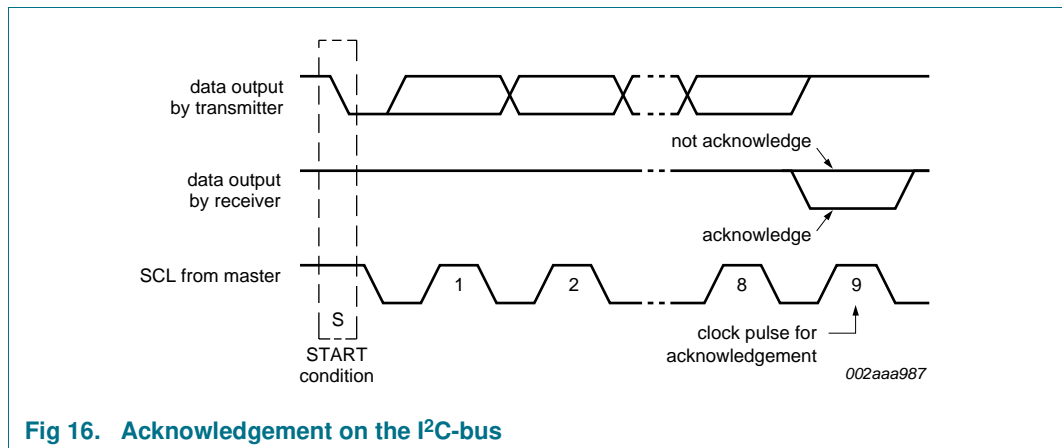 data output
by transmitter
not acknowledge
data output
by receiver
acknowledge
SCL from master
1
2
8
9
S
START
condition
clock pulse for
acknowledgement
002aaa987
Fig 16. Acknowledgement on the I²C-bus